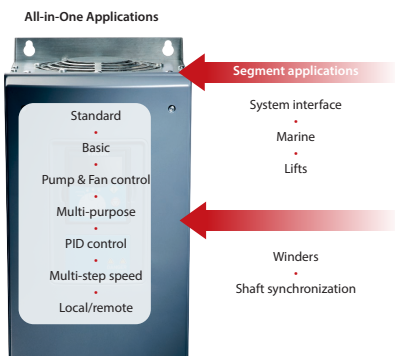 All-in-One Applications
Standard
•
Basic
•
Pump & Fan control
•
Multi-purpose
•
PID control
•
Multi-step speed
•
Local/remote
Segment applications
System interface
•
Marine
•
Lifts
Winders
•
Shaft synchronization